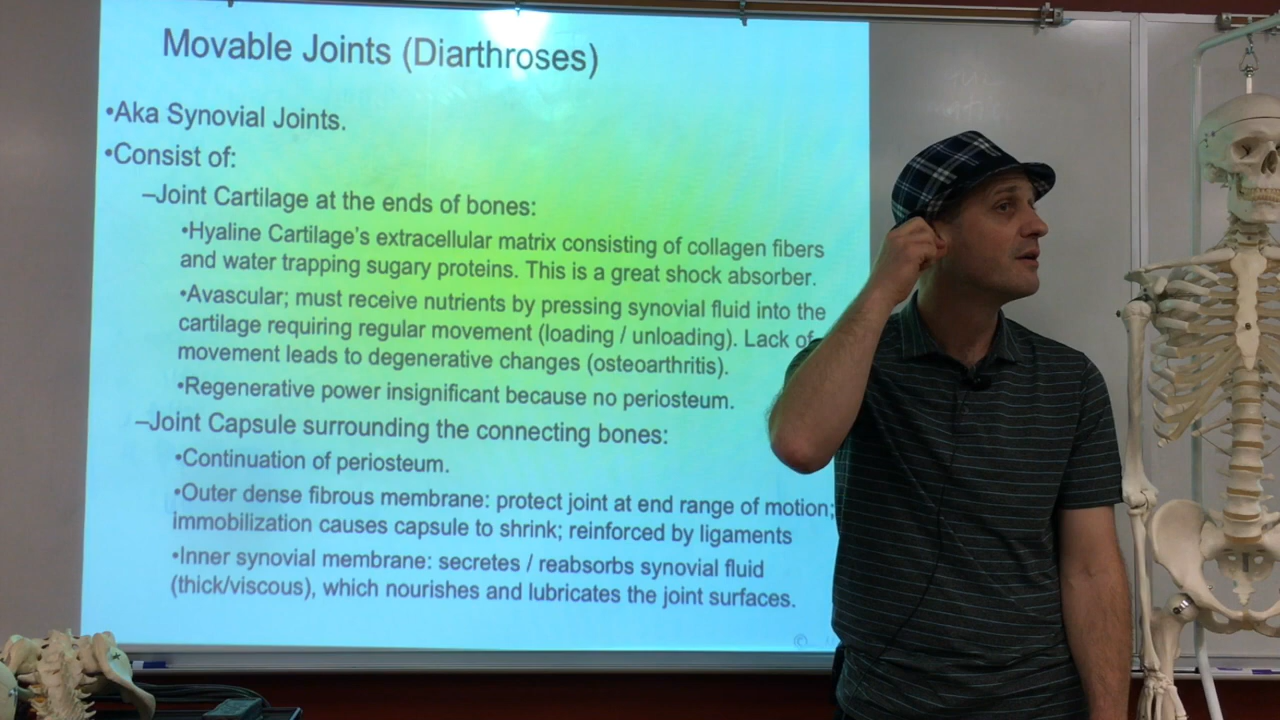 Movable Joints (Diarthroses)
•Aka Synovial Joints.
•Consist of:
–Joint Cartilage at the ends of bones:
•Hyaline Cartilage's extracellular matrix consisting of collagen fibers
and water trapping sugary proteins. This is a great shock absorber.
•Avascular; must receive nutrients by pressing synovial fluid into the
cartilage requiring regular movement (loading / unloading). Lack of
movement leads to degenerative changes (osteoarthritis).
•Regenerative power insignificant because no periosteum.
–Joint Capsule surrounding the connecting bones:
•Continuation of periosteum.
•Outer dense fibrous membrane: protect joint at end range of motion;
immobilization causes capsule to shrink; reinforced by ligaments
•Inner synovial membrane: secretes / reabsorbs synovial fluid
(thick/viscous), which nourishes and lubricates the joint surfaces.